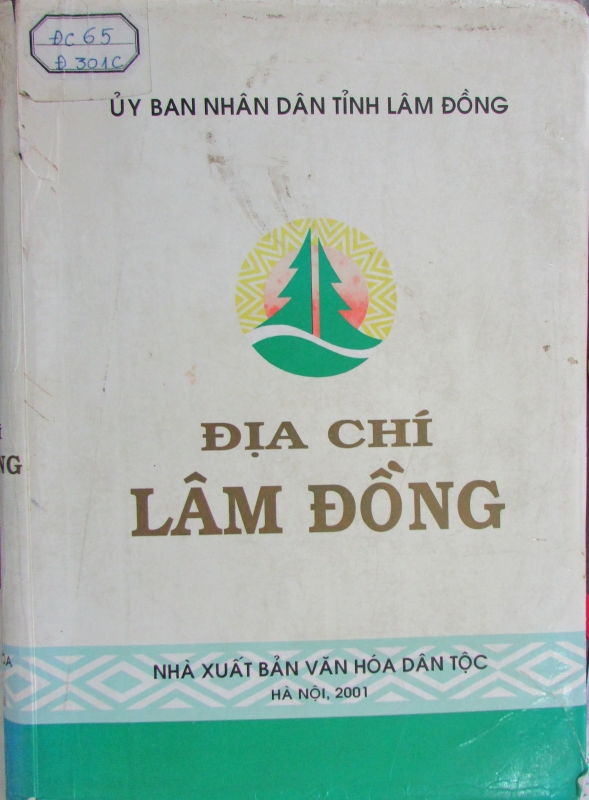 ĐC 65
Đ 301C
ỦY BAN NHÂN DÂN TỈNH LÂM ĐỒNG
ĐỊA CHÍ
LÂM ĐỒNG
NHÀ XUẤT BẢN VĂN HÓA DÂN TỘC
HÀ NỘI, 2001